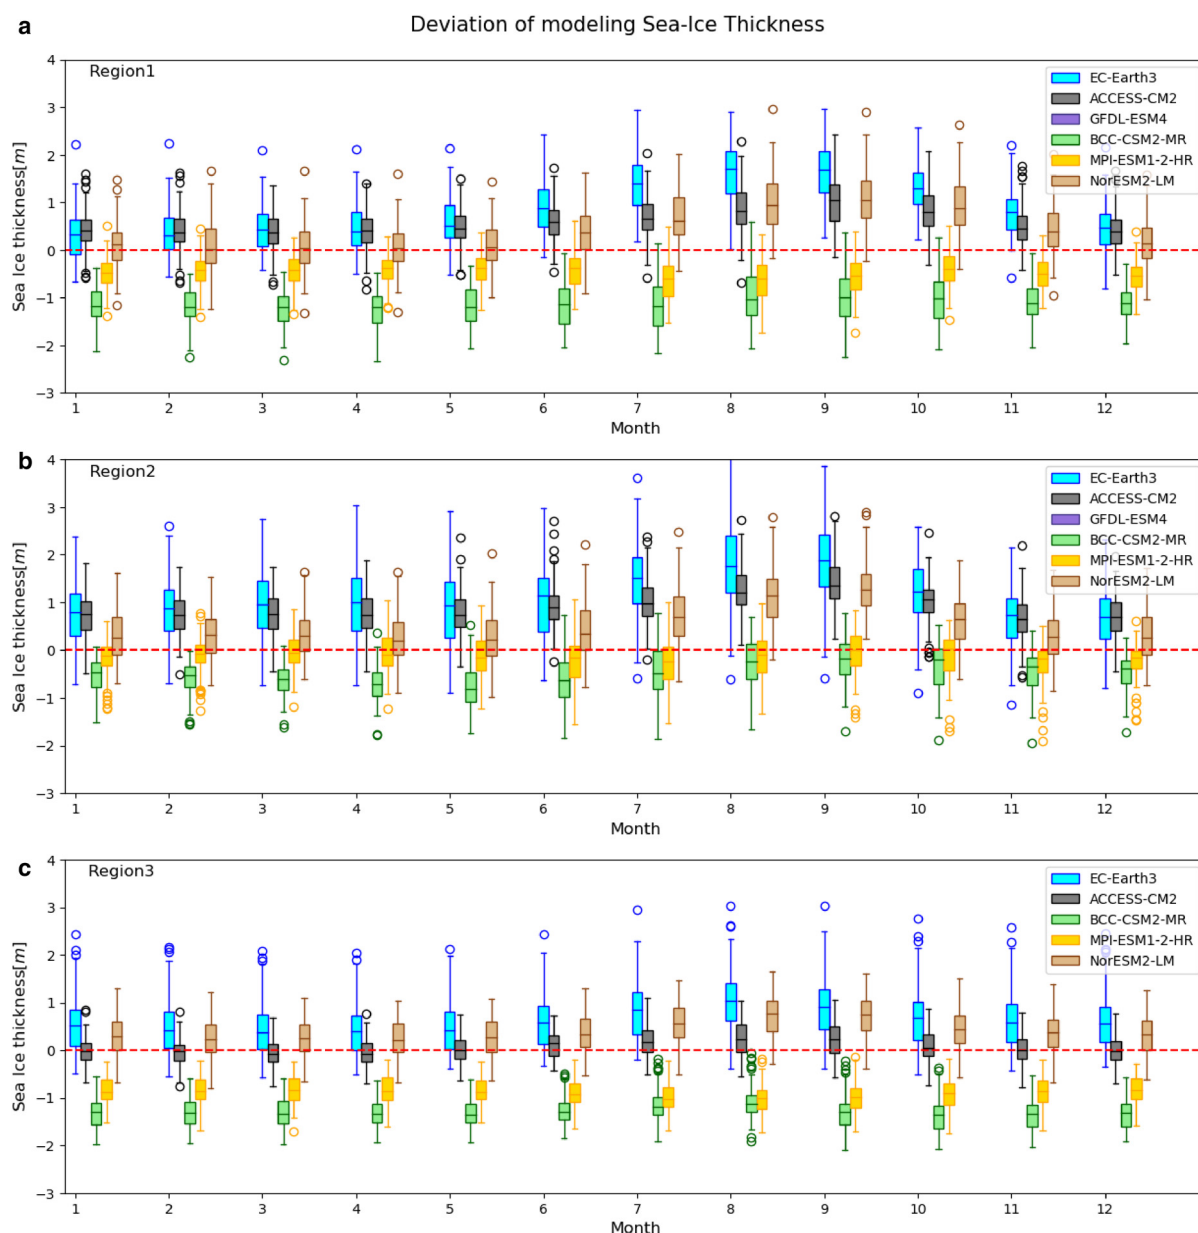 Deviation of modeling Sea-Ice Thickness
a
Region1
EC-Earth3
ACCESS-CM2
GFDL-ESM4
BCC-CSM2-MR
MPI-ESM1-2-HR
NorESM2-LM
Sea Ice thickness[m]
4
3
2
1
0
−1
−2
−3
1 2 3 4 5 6 7 8 9 10 11 12
Month
b
Region2
EC-Earth3
ACCESS-CM2
GFDL-ESM4
BCC-CSM2-MR
MPI-ESM1-2-HR
NorESM2-LM
Sea Ice thickness[m]
4
3
2
1
0
−1
−2
−3
1 2 3 4 5 6 7 8 9 10 11 12
Month
c
Region3
EC-Earth3
ACCESS-CM2
BCC-CSM2-MR
MPI-ESM1-2-HR
NorESM2-LM
Sea Ice thickness[m]
4
3
2
1
0
−1
−2
−3
1 2 3 4 5 6 7 8 9 10 11 12
Month